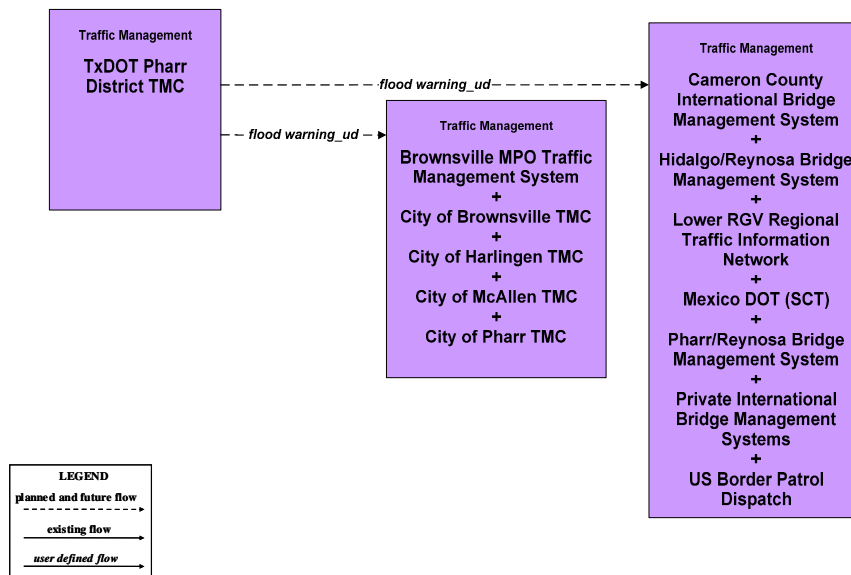 Traffic Management
TxDOT Pharr
District TMC
flood warning_ud
flood warning_ud
Traffic Management
Brownsville MPO Traffic
Management System
+
City of Brownsville TMC
+
City of Harlingen TMC
+
City of McAllen TMC
+
City of Pharr TMC
Traffic Management
Cameron County
International Bridge
Management System
+
Hidalgo/Reynosa Bridge
Management System
+
Lower RGV Regional
Traffic Information
Network
+
Mexico DOT (SCT)
+
Pharr/Reynosa Bridge
Management System
+
Private International
Bridge Management
Systems
+
US Border Patrol
Dispatch
LEGEND
planned and future flow
existing flow
user defined flow